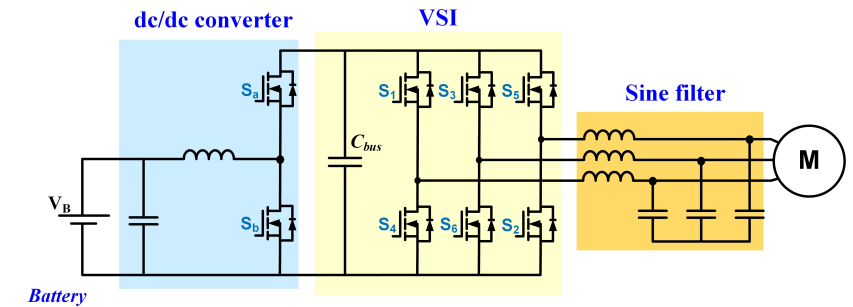 dc/dc converter
VSI
Sine filter
Sa
S1
S3
S5
Cbus
M
VB
Sb
S4
S6
S2
Battery